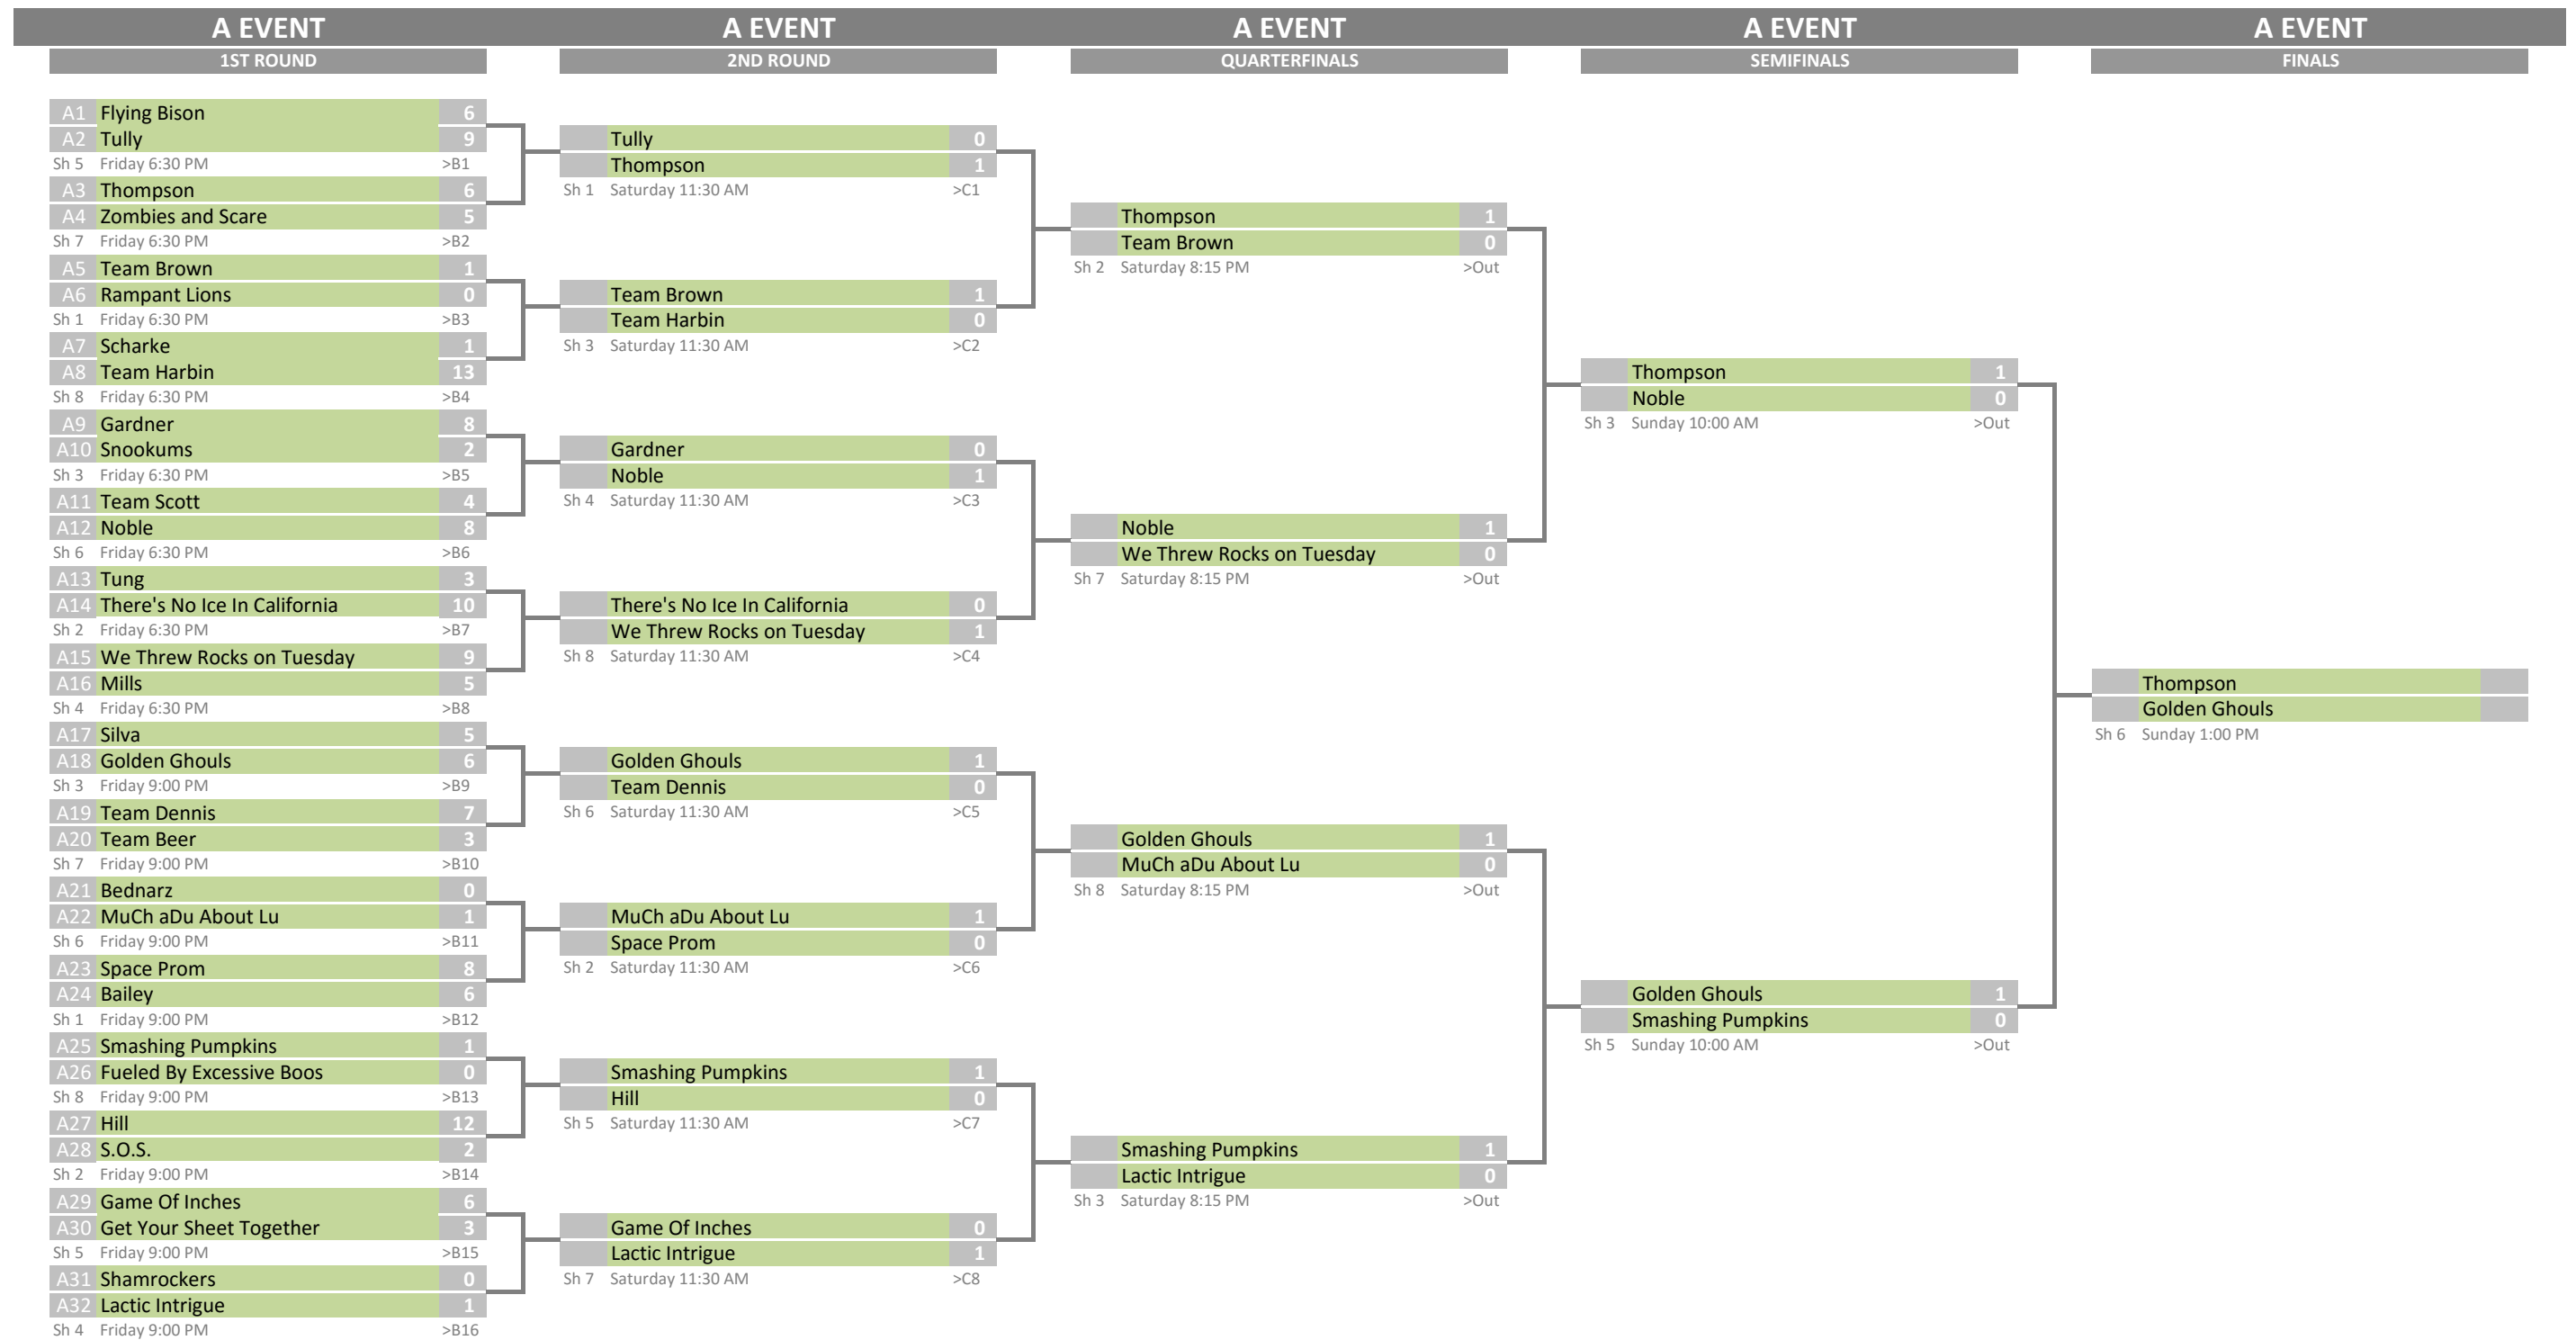 A EVENT A EVENT A EVENT A EVENT A EVENT
1ST ROUND 2ND ROUND QUARTERFINALS SEMIFINALS FINALS
A1 Flying Bison 6
A2 Tully 9
Sh 5 Friday 6:30 PM >B1
A3 Thompson 6
A4 Zombies and Scare 5
Sh 7 Friday 6:30 PM >B2
A5 Team Brown 1
A6 Rampant Lions 0
Sh 1 Friday 6:30 PM >B3
A7 Scharke 1
A8 Team Harbin 13
Sh 8 Friday 6:30 PM >B4
A9 Gardner 8
A10 Snookums 2
Sh 3 Friday 6:30 PM >B5
A11 Team Scott 4
A12 Noble 8
Sh 6 Friday 6:30 PM >B6
A13 Tung 3
A14 There's No Ice In California 10
Sh 2 Friday 6:30 PM >B7
A15 We Threw Rocks on Tuesday 9
A16 Mills 5
Sh 4 Friday 6:30 PM >B8
A17 Silva 5
A18 Golden Ghouls 6
Sh 3 Friday 9:00 PM >B9
A19 Team Dennis 7
A20 Team Beer 3
Sh 7 Friday 9:00 PM >B10
A21 Bednarz 0
A22 MuCh aDu About Lu 1
Sh 6 Friday 9:00 PM >B11
A23 Space Prom 8
A24 Bailey 6
Sh 1 Friday 9:00 PM >B12
A25 Smashing Pumpkins 1
A26 Fueled By Excessive Boos 0
Sh 8 Friday 9:00 PM >B13
A27 Hill 12
A28 S.O.S. 2
Sh 2 Friday 9:00 PM >B14
A29 Game Of Inches 6
A30 Get Your Sheet Together 3
Sh 5 Friday 9:00 PM >B15
A31 Shamrockers 0
A32 Lactic Intrigue 1
Sh 4 Friday 9:00 PM >B16
Tully 0
Thompson 1
Sh 1 Saturday 11:30 AM >C1
Team Brown 1
Team Harbin 0
Sh 3 Saturday 11:30 AM >C2
Gardner 0
Noble 1
Sh 4 Saturday 11:30 AM >C3
There's No Ice In California 0
We Threw Rocks on Tuesday 1
Sh 8 Saturday 11:30 AM >C4
Golden Ghouls 1
Team Dennis 0
Sh 6 Saturday 11:30 AM >C5
MuCh aDu About Lu 1
Space Prom 0
Sh 2 Saturday 11:30 AM >C6
Smashing Pumpkins 1
Hill 0
Sh 5 Saturday 11:30 AM >C7
Game Of Inches 0
Lactic Intrigue 1
Sh 7 Saturday 11:30 AM >C8
Thompson 1
Team Brown 0
Sh 2 Saturday 8:15 PM >Out
Noble 1
We Threw Rocks on Tuesday 0
Sh 7 Saturday 8:15 PM >Out
Golden Ghouls 1
MuCh aDu About Lu 0
Sh 8 Saturday 8:15 PM >Out
Smashing Pumpkins 1
Lactic Intrigue 0
Sh 3 Saturday 8:15 PM >Out
Thompson 1
Noble 0
Sh 3 Sunday 10:00 AM >Out
Golden Ghouls 1
Smashing Pumpkins 0
Sh 5 Sunday 10:00 AM >Out
Thompson
Golden Ghouls
Sh 6 Sunday 1:00 PM